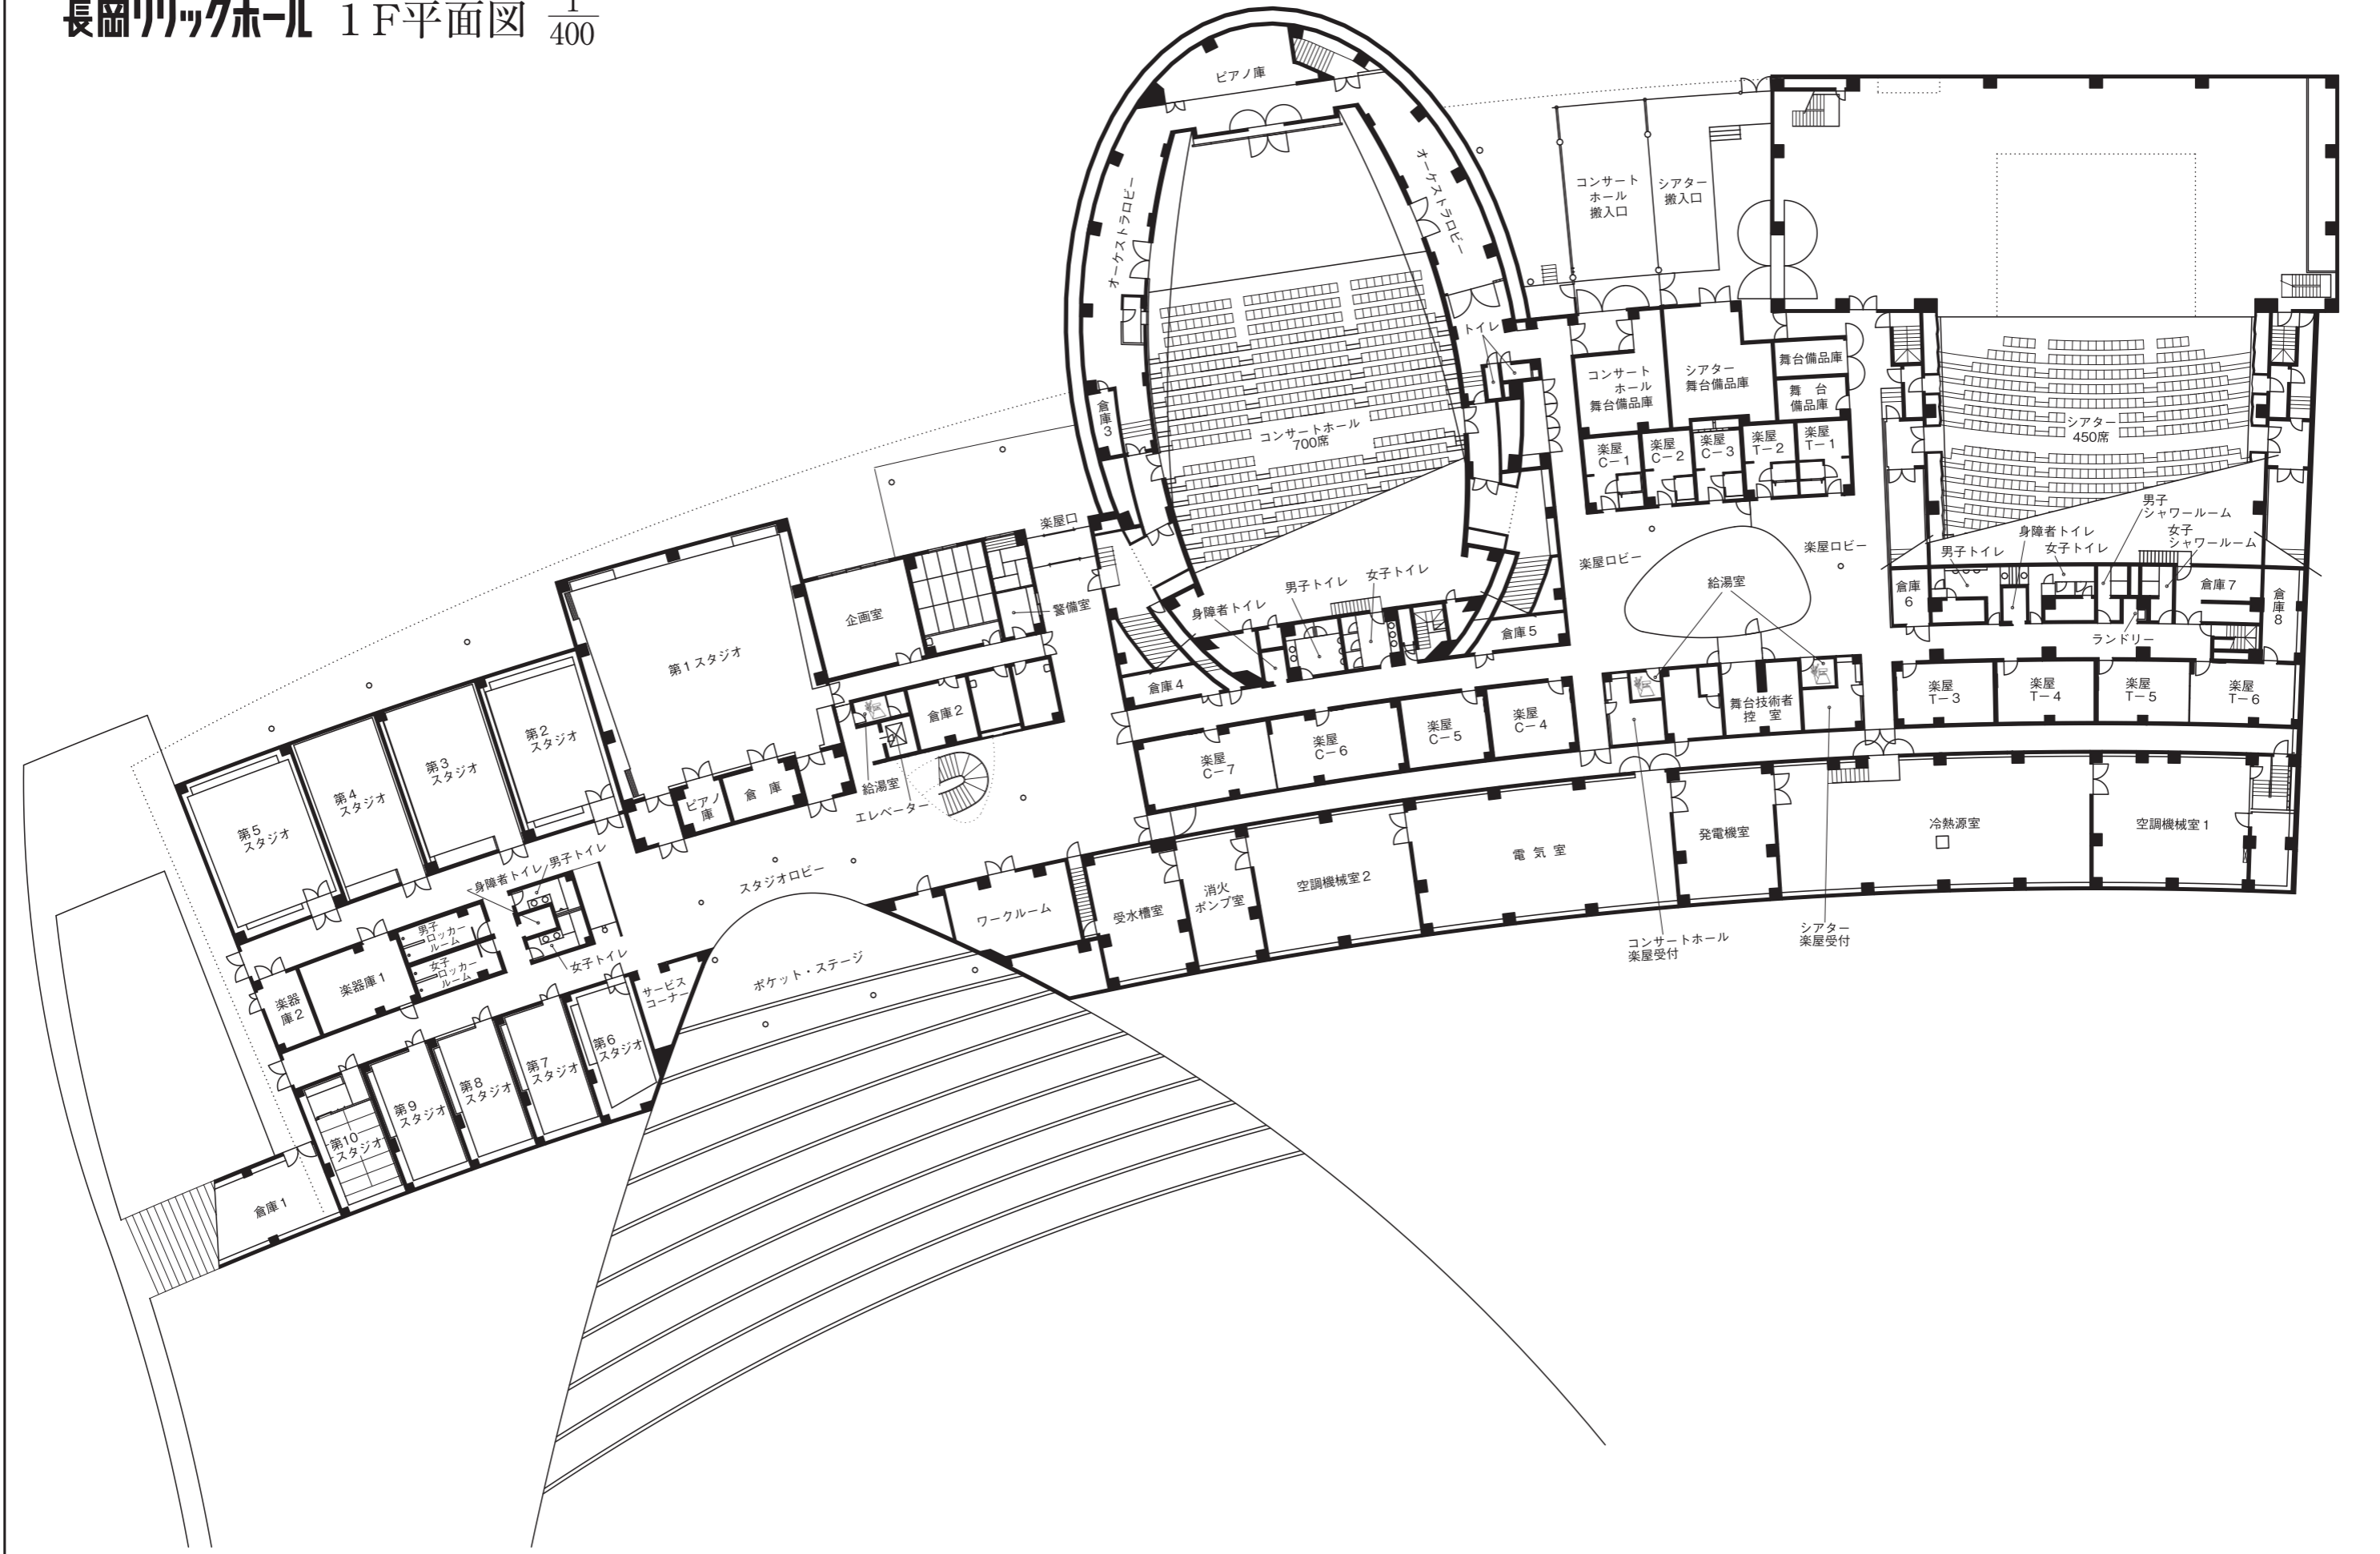 長岡リリックホール 1F平面図 1/400
ピアノ庫
オーケストラロビー
オーケストラロビー
コンサート
ホール
搬入口
シアター
搬入口
トイレ
倉庫3
コンサートホール
700席
コンサート
ホール
舞台備品庫
シアター
舞台備品庫
舞台備品庫
舞 台
備品庫
シアター
450席
楽屋
C-1
楽屋
C-2
楽屋
C-3
楽屋
T-2
楽屋
T-1
楽屋口
楽屋ロビー
楽屋ロビー
男子
シャワールーム
身障者トイレ
女子
シャワールーム
男子トイレ
女子トイレ
給湯室
倉庫6
倉庫7
倉庫8
ランドリー
企画室
警備室
身障者トイレ
男子トイレ
女子トイレ
倉庫5
倉庫4
第1スタジオ
倉庫2
楽屋
C-7
楽屋
C-6
楽屋
C-5
楽屋
C-4
舞台技術者
控 室
楽屋
T-3
楽屋
T-4
楽屋
T-5
楽屋
T-6
第2
スタジオ
第3
スタジオ
第4
スタジオ
第5
スタジオ
ピアノ
庫
倉 庫
給湯室
エレベーター
スタジオロビー
身障者トイレ
男子トイレ
女子トイレ
男子
ロッカー
ルーム
女子
ロッカー
ルーム
楽器庫1
楽器
庫2
サービス
コーナー
ポケット・ステージ
ワークルーム
受水槽室
消火
ポンプ室
空調機械室2
電 気 室
発電機室
冷熱源室
空調機械室1
コンサートホール
楽屋受付
シアター
楽屋受付
第6
スタジオ
第7
スタジオ
第8
スタジオ
第9
スタジオ
第10
スタジオ
倉庫1